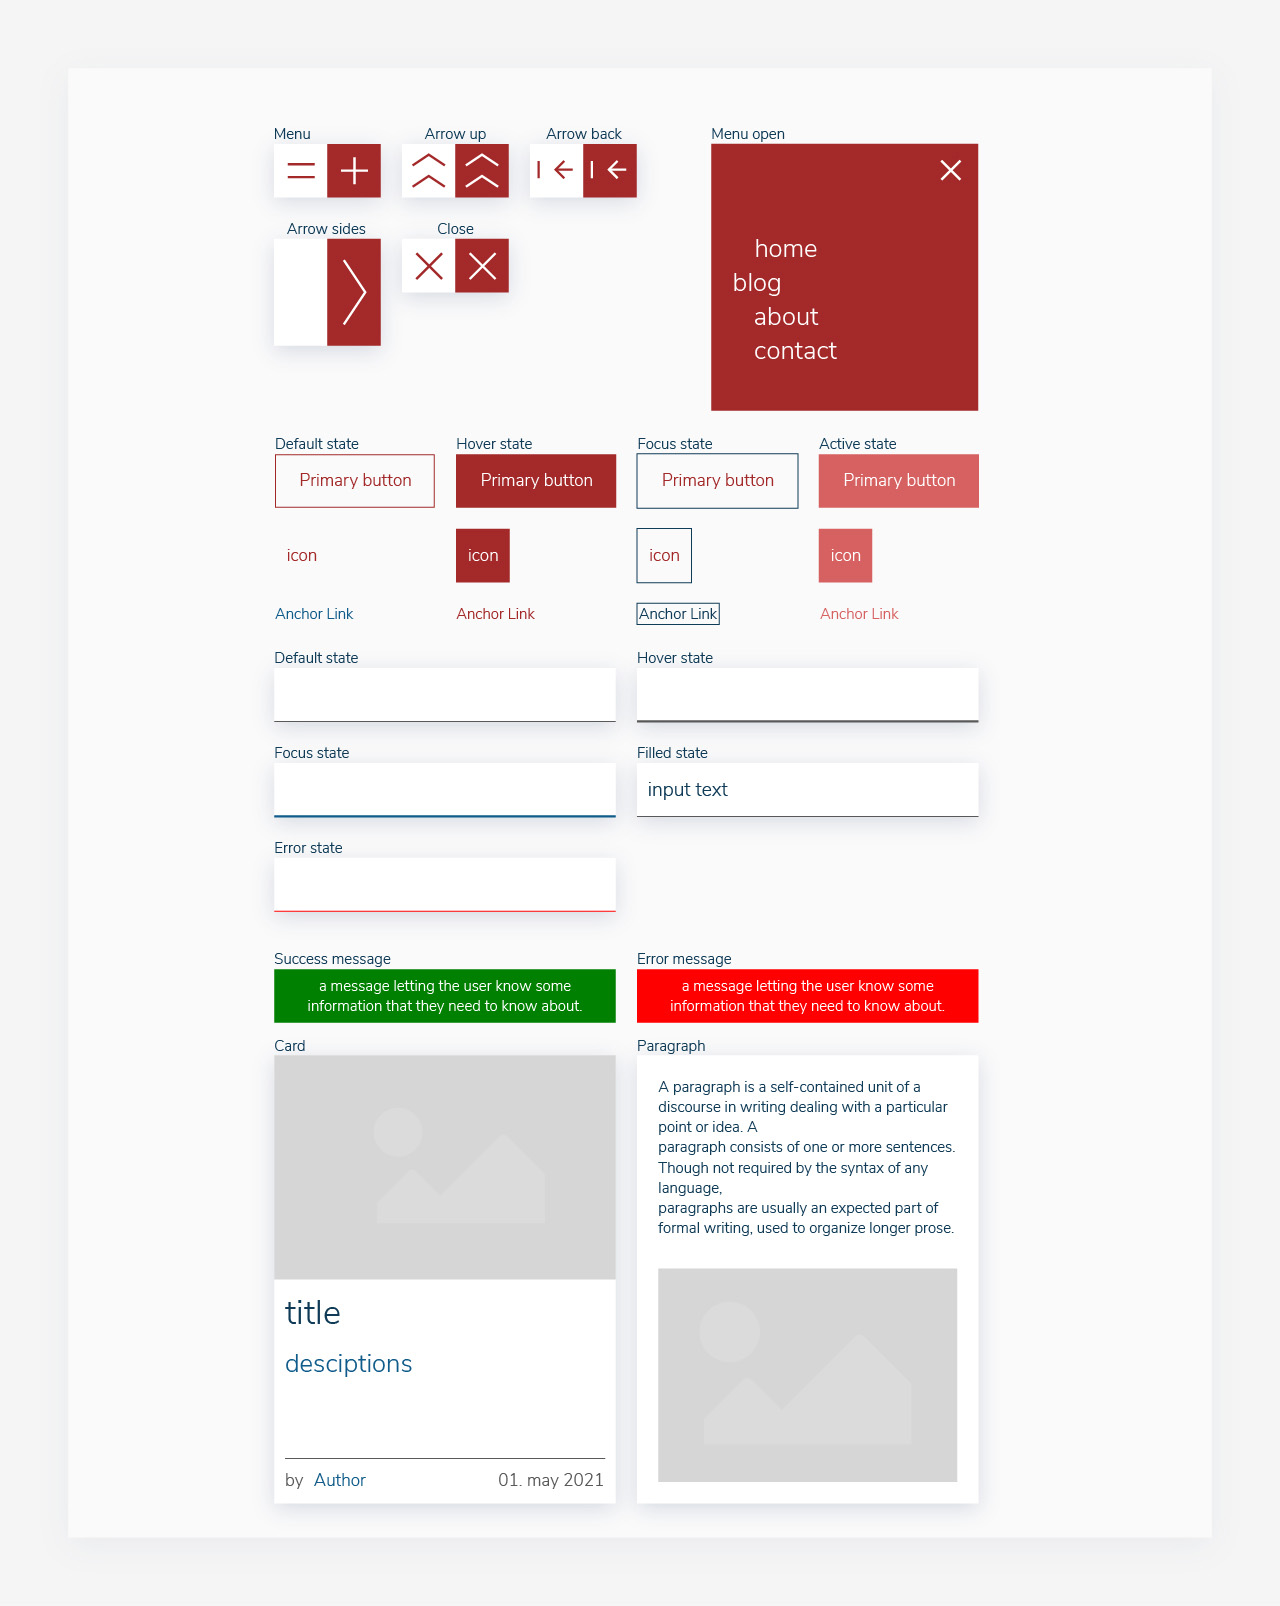 Menu
Arrow up
Arrow back
Menu open
Arrow sides
Close
home
blog
about
contact
Default state
Hover state
Focus state
Active state
Primary button
Primary button
Primary button
Primary button
icon
icon
icon
icon
Anchor Link
Anchor Link
Anchor Link
Anchor Link
Default state
Hover state
Focus state
Filled state
input text
Error state
Success message
a message letting the user know some
information that they need to know about.
Error message
a message letting the user know some
information that they need to know about.
Card
title
desciptions
by Author
01. may 2021
Paragraph
A paragraph is a self-contained unit of a
discourse in writing dealing with a particular
point or idea. A
paragraph consists of one or more sentences.
Though not required by the syntax of any
language,
paragraphs are usually an expected part of
formal writing, used to organize longer prose.